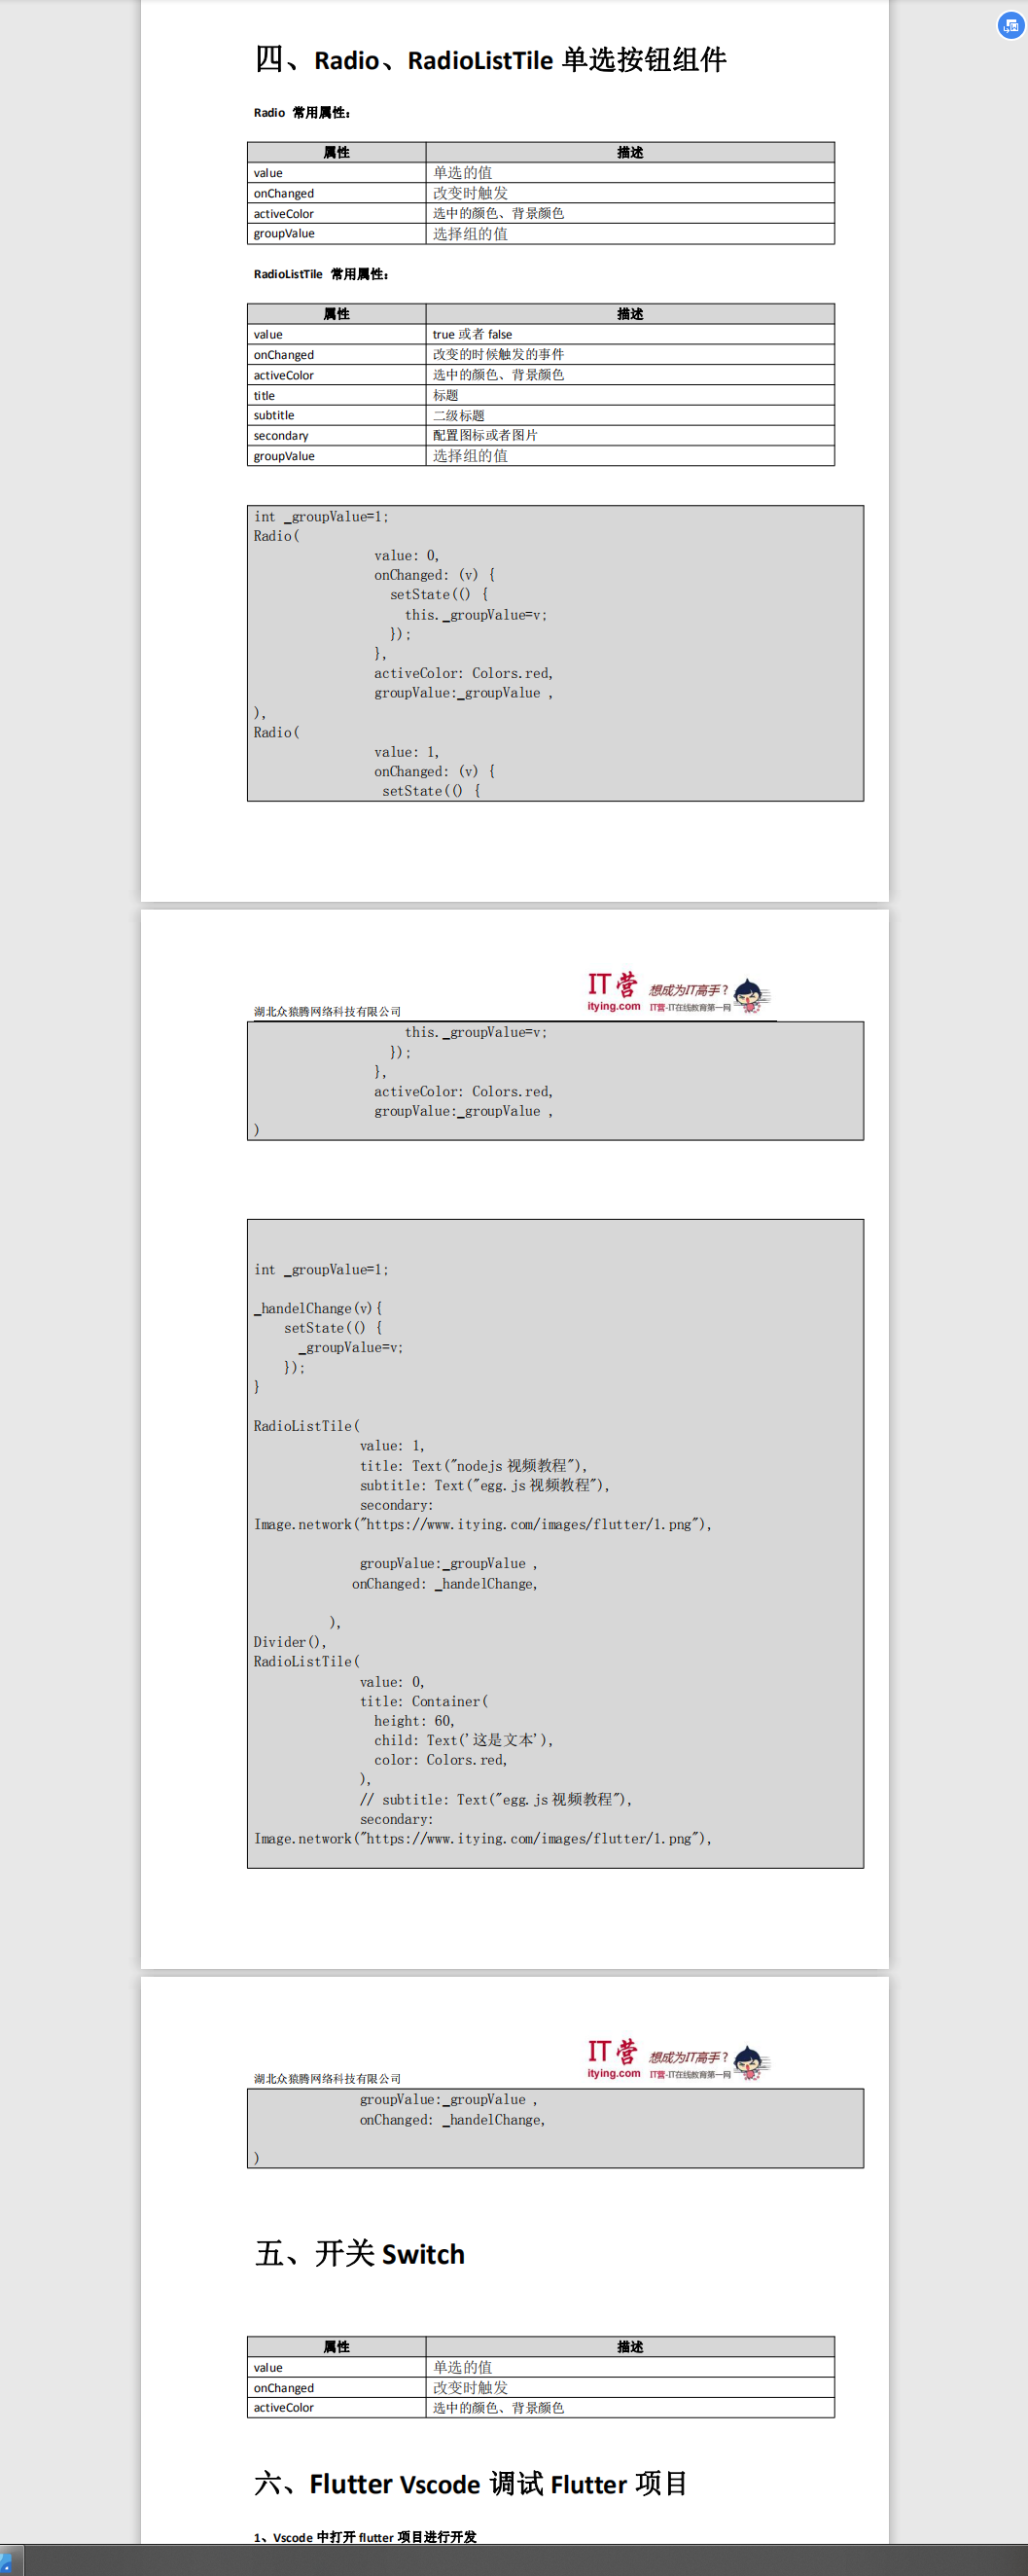 四、Radio、RadioListTile 单选按钮组件
Radio 常用属性：
属性 描述
value 单选的值
onChanged 改变时触发
activeColor 选中的颜色、背景颜色
groupValue 选择组的值
RadioListTile 常用属性：
属性 描述
value true 或者 false
onChanged 改变的时候触发的事件
activeColor 选中的颜色、背景颜色
title 标题
subtitle 二级标题
secondary 配置图标或者图片
groupValue 选择组的值
int _groupValue=1;
Radio(
value: 0,
onChanged: (v) {
setState(() {
this._groupValue=v;
});
},
activeColor: Colors.red,
groupValue:_groupValue ,
),
Radio(
value: 1,
onChanged: (v) {
setState(() {
IT营 想成为IT高手?
itying.com IT营-IT在线教育第一网
湖北众猿腾网络科技有限公司
this._groupValue=v;
});
},
activeColor: Colors.red,
groupValue:_groupValue ,
)
int _groupValue=1;
_handelChange(v){
setState(() {
_groupValue=v;
});
}
RadioListTile(
value: 1,
title: Text("nodejs 视频教程"),
subtitle: Text("egg.js 视频教程"),
secondary:
Image.network("https://www.itying.com/images/flutter/1.png"),
groupValue:_groupValue ,
onChanged: _handelChange,
),
Divider(),
RadioListTile(
value: 0,
title: Container(
height: 60,
child: Text('这是文本'),
color: Colors.red,
),
// subtitle: Text("egg.js 视频教程"),
secondary:
Image.network("https://www.itying.com/images/flutter/1.png"),
IT营 想成为IT高手?
itying.com IT营-IT在线教育第一网
湖北众猿腾网络科技有限公司
groupValue:_groupValue ,
onChanged: _handelChange,
)
五、开关 Switch
属性 描述
value 单选的值
onChanged 改变时触发
activeColor 选中的颜色、背景颜色
六、Flutter Vscode 调试 Flutter 项目
1、Vscode 中打开 flutter 项目进行开发